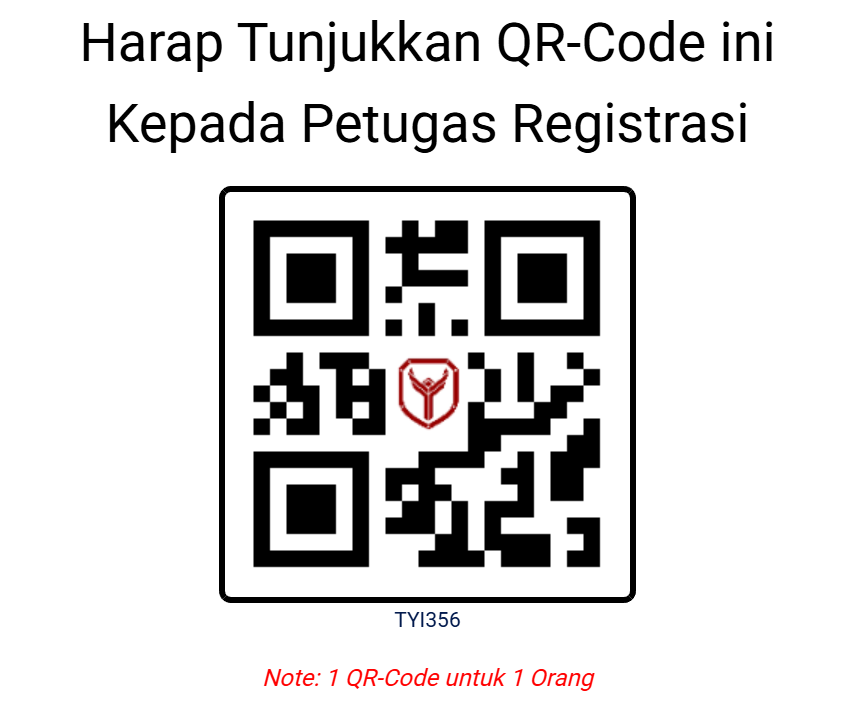 Harap Tunjukkan QR-Code ini
Kepada Petugas Registrasi
TYI356
Note: 1 QR-Code untuk 1 Orang